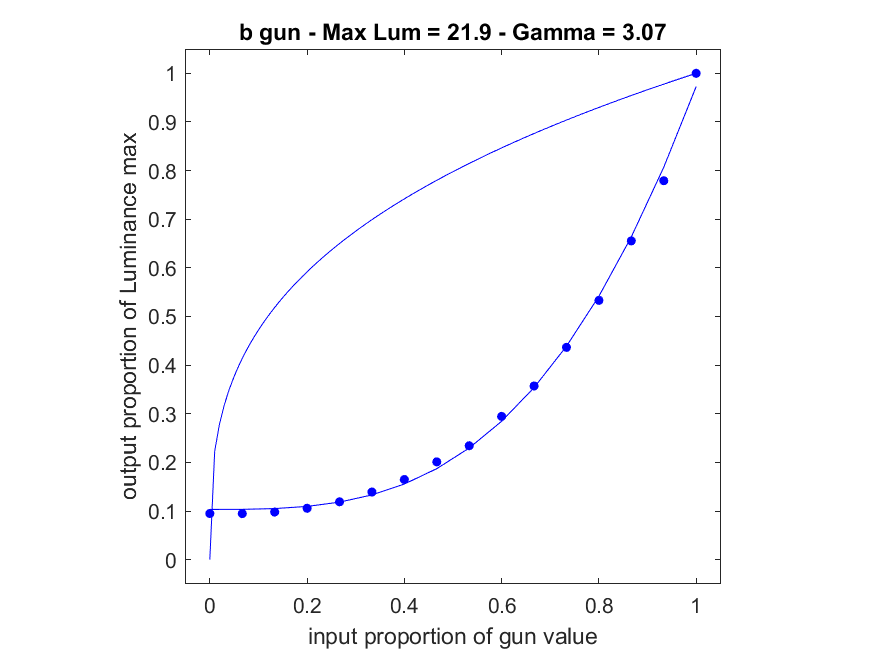 b gun - Max Lum = 21.9 - Gamma = 3.07
output proportion of Luminance max
1
0.9
0.8
0.7
0.6
0.5
0.4
0.3
0.2
0.1
0
0 0.2 0.4 0.6 0.8 1
input proportion of gun value